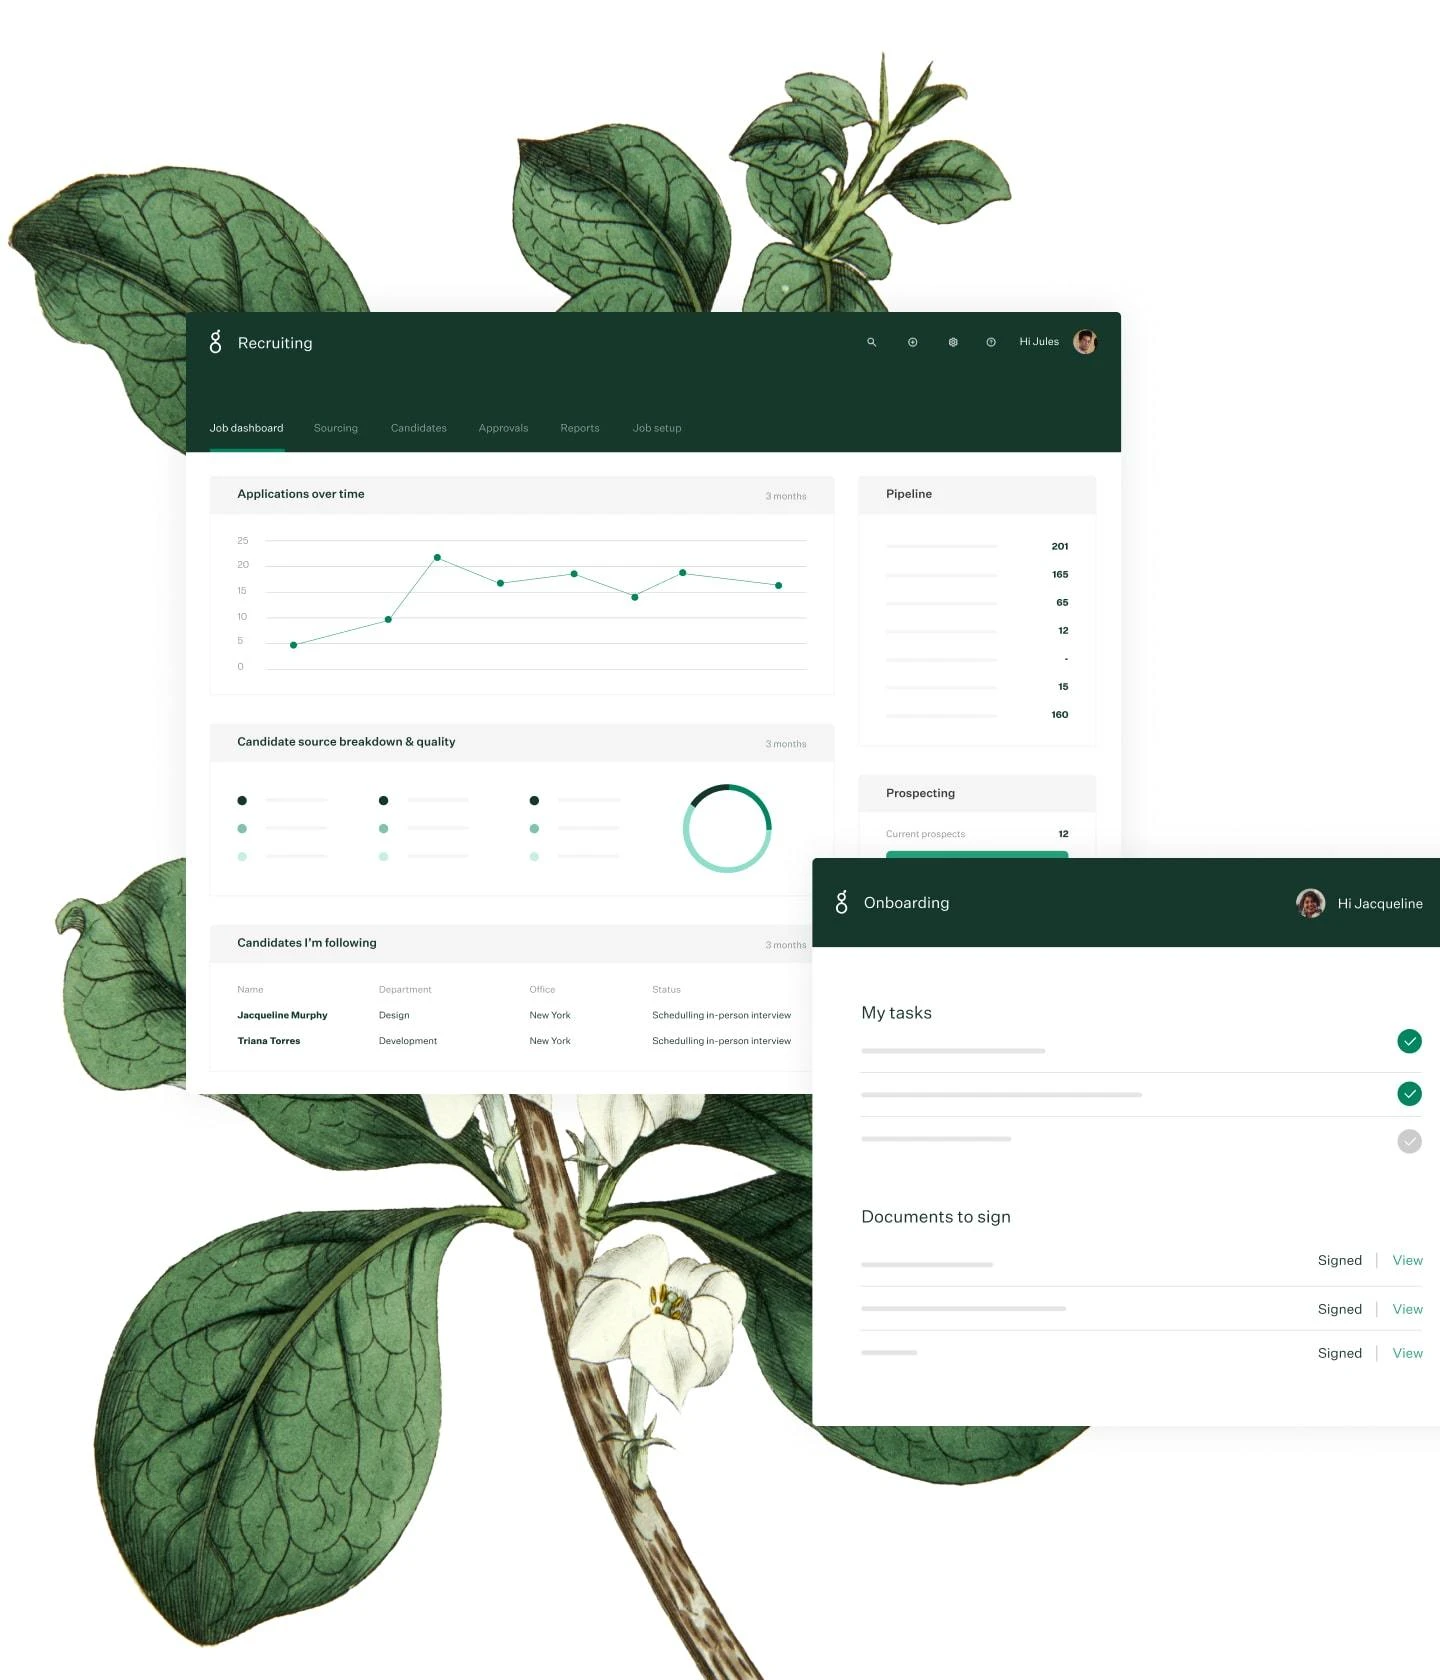 Recruiting
Hi Jules
Job dashboard Sourcing Candidates Approvals Reports Job setup
Applications over time 3 months
25
20
15
10
5
0
Pipeline
201
165
65
12
-
15
160
Candidate source breakdown & quality 3 months
Prospecting
Current prospects 12
Candidates I'm following 3 months
Name Department Office Status
Jacqueline Murphy Design New York Schedulling in-person interview
Triana Torres Development New York Schedulling in-person interview
Onboarding Hi Jacqueline
My tasks
Documents to sign
Signed | View
Signed | View
Signed | View